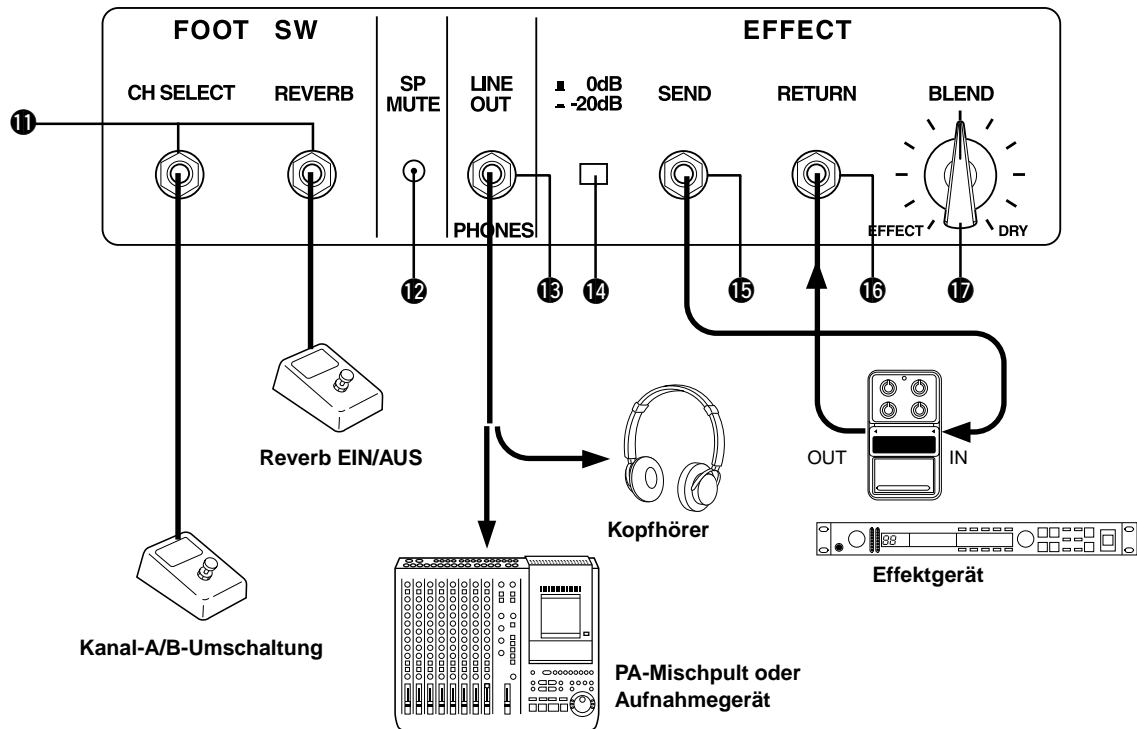 FOOT SW
EFFECT
CH SELECT
REVERB
SP
MUTE
LINE
OUT
0dB
-20dB
SEND
RETURN
BLEND
⓫
PHONES
EFFECT
DRY
⓬
⓭
⓮
⓯
⓰
⓱
Reverb EIN/AUS
OUT
IN
Kopfhörer
88
Effektgerät
Kanal-A/B-Umschaltung
PA-Mischpult oder
Aufnahmegerät